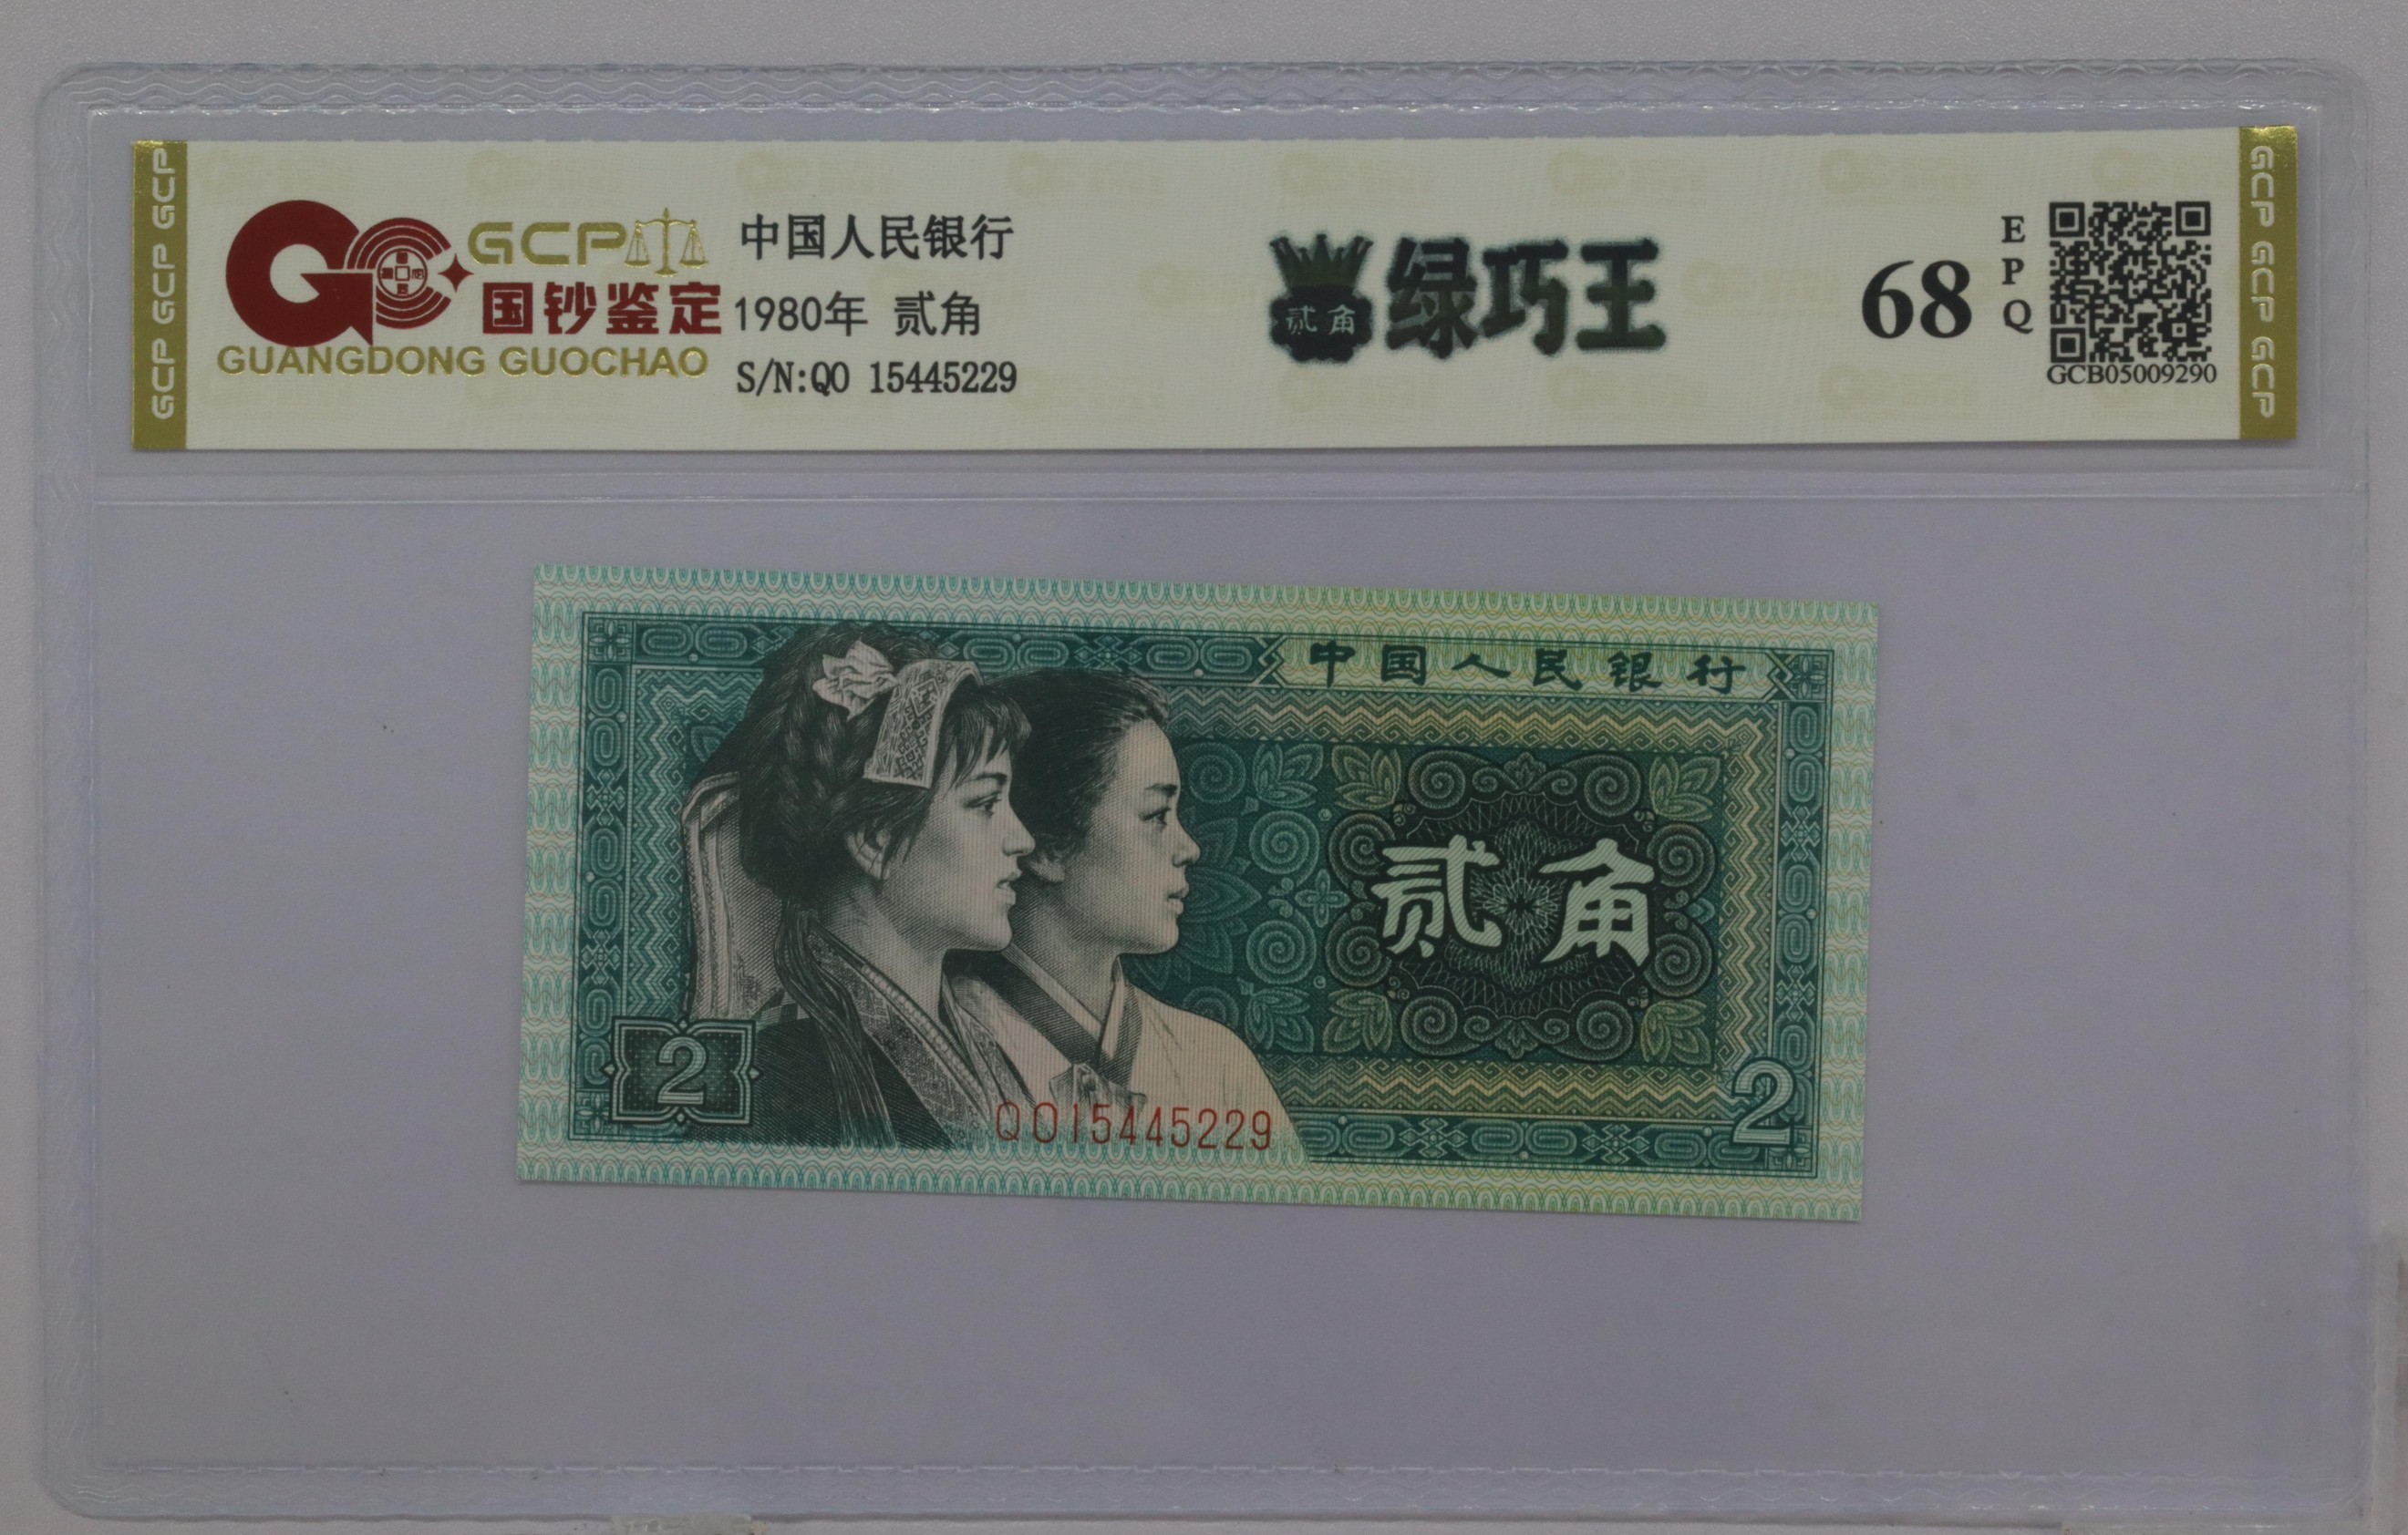 GCP GCP GCP
GCP
国钞鉴定
GUANGDONG GUOCHAO
中国人民银行
1980年 贰角
S/N:QO 15445229
贰角
绿巧王
68
EPQ
GCB05009290
GCP GCP GCP
中国人民银行
贰角
2
QO15445229
2